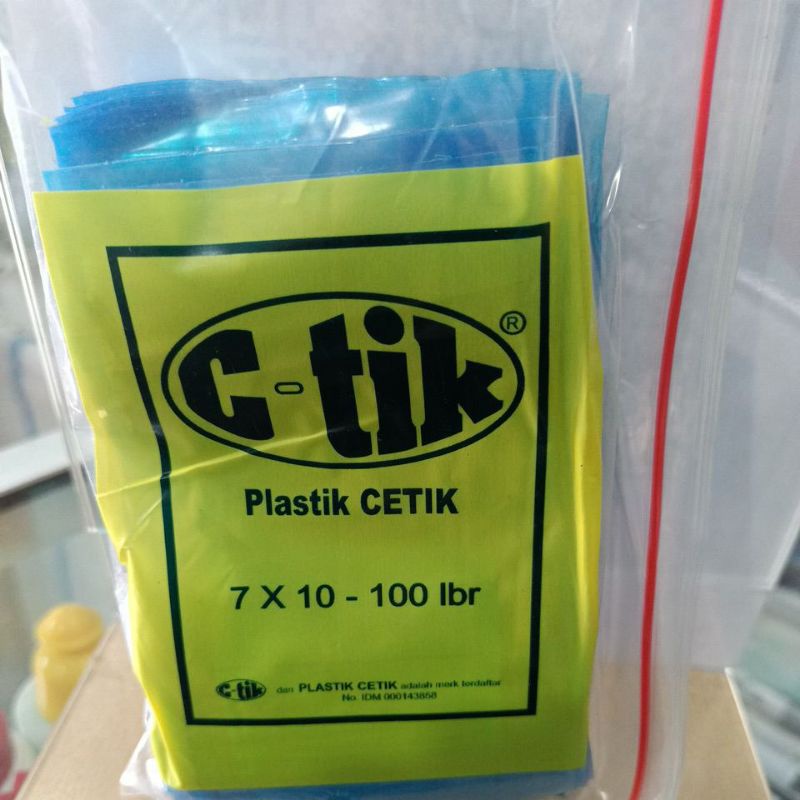 C-tik ®
Plastik CETIK
7 X 10 - 100 lbr
C-tik dan PLASTIK CETIK adalah merk terdaftar
No. IDM 000143858